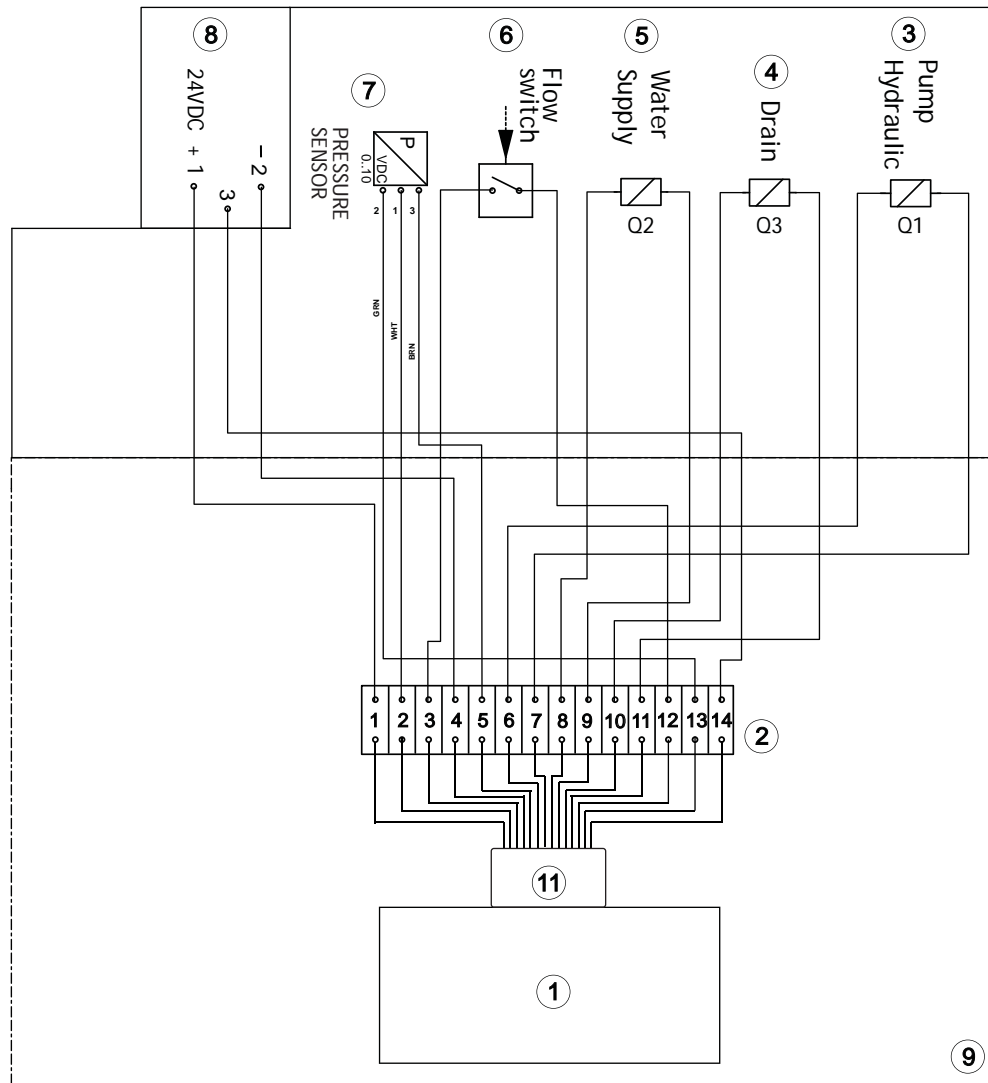 8
24VDC + 1
3
– 2
7
PRESSURE
SENSOR
P
VDC
0..10
2
1
3
GRN
WHT
BRN
6
Flow
switch
5
Water
Supply
Q2
4
Drain
Q3
3
Pump
Hydraulic
Q1
1 2 3 4 5 6 7 8 9 10 11 12 13 14
2
11
1
9